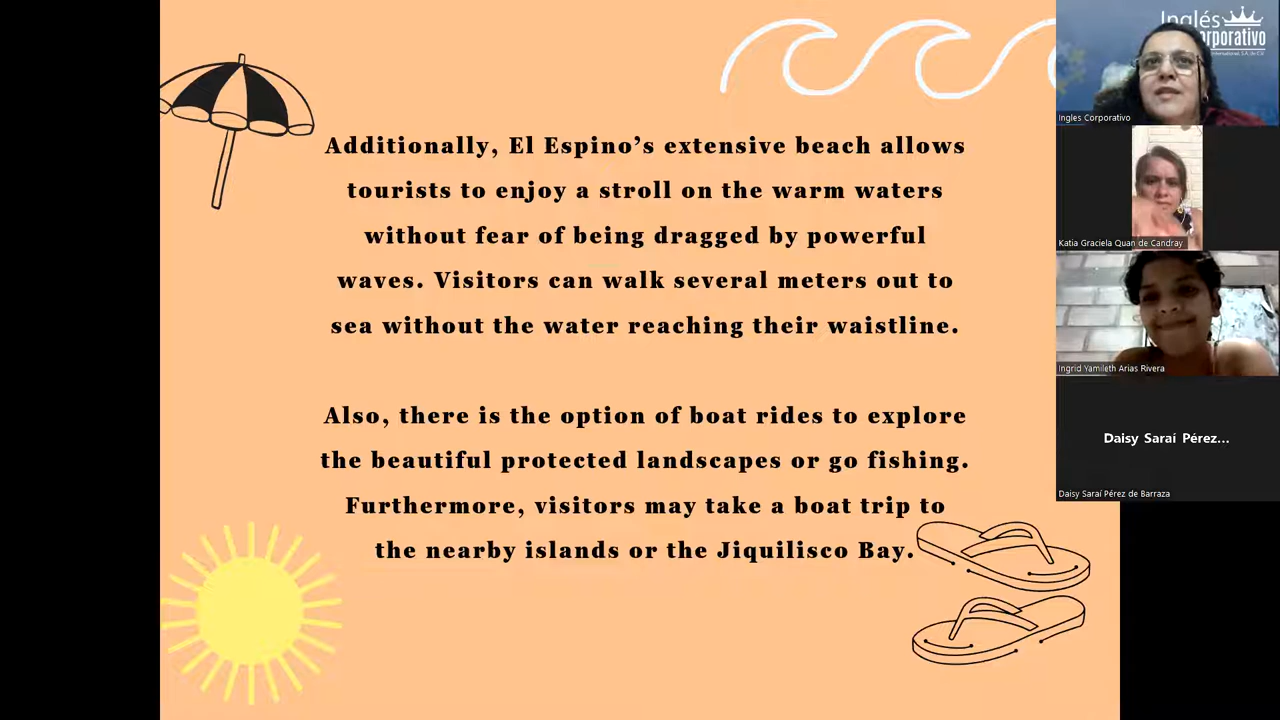 Additionally, El Espino’s extensive beach allows
tourists to enjoy a stroll on the warm waters
without fear of being dragged by powerful
waves. Visitors can walk several meters out to
sea without the water reaching their waistline.
Also, there is the option of boat rides to explore
the beautiful protected landscapes or go fishing.
Furthermore, visitors may take a boat trip to
the nearby islands or the Jiquilisco Bay.
Inglés
Ingles Corporativo
Katia Graciela Quan de Candray
Ingrid Yamileth Arias Rivera
Daisy Saraí Pérez...
Daisy Saraí Pérez de Barraza